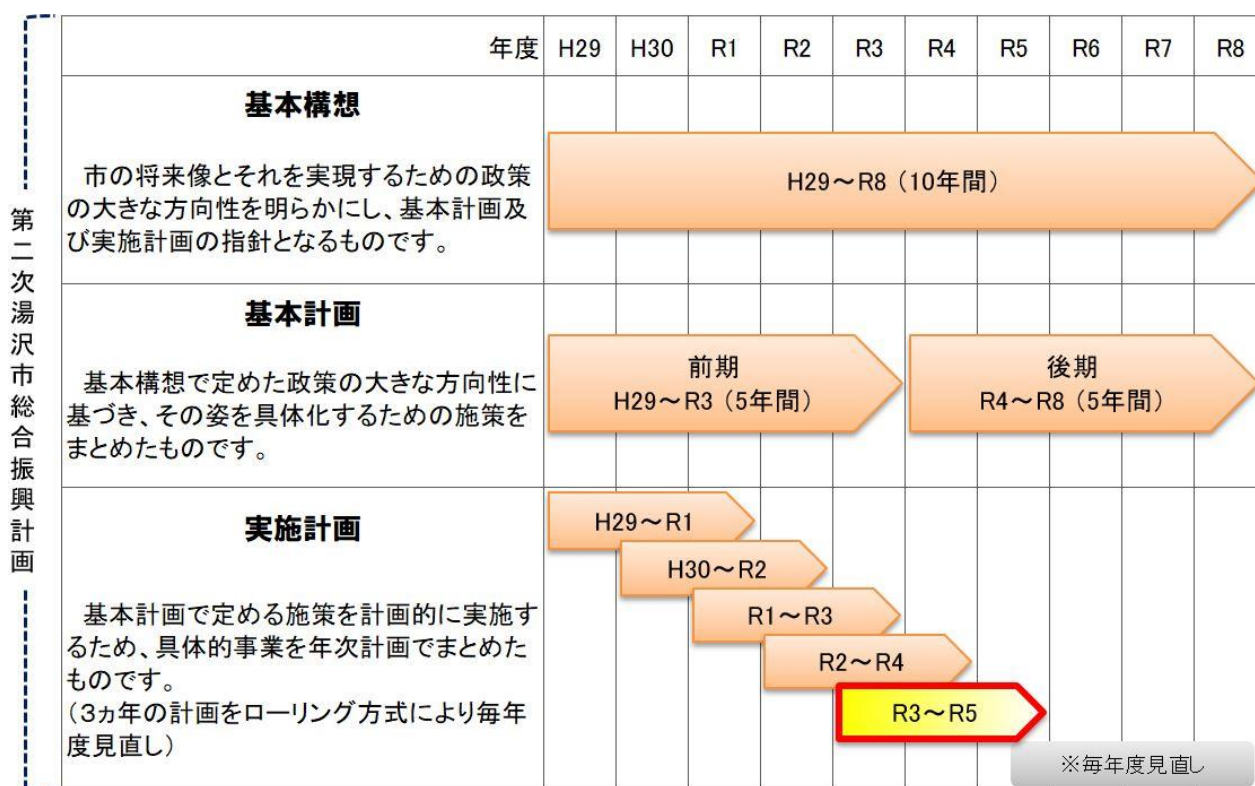 第二次湯沢市総合振興計画
年度 H29 H30 R1 R2 R3 R4 R5 R6 R7 R8
基本構想
市の将来像とそれを実現するための政策
の大きな方向性を明らかにし、基本計画及
び実施計画の指針となるものです。
H29～R8（10年間）
基本計画
基本構想で定めた政策の大きな方向性に
基づき、その姿を具体化するための施策を
まとめたものです。
前期
H29～R3（5年間）
後期
R4～R8（5年間）
実施計画
基本計画で定める施策を計画的に実施す
るため、具体的事業を年次計画でまとめた
ものです。
（３ヵ年の計画をローリング方式により毎年
度見直し）
H29～R1
H30～R2
R1～R3
R2～R4
R3～R5
※毎年度見直し